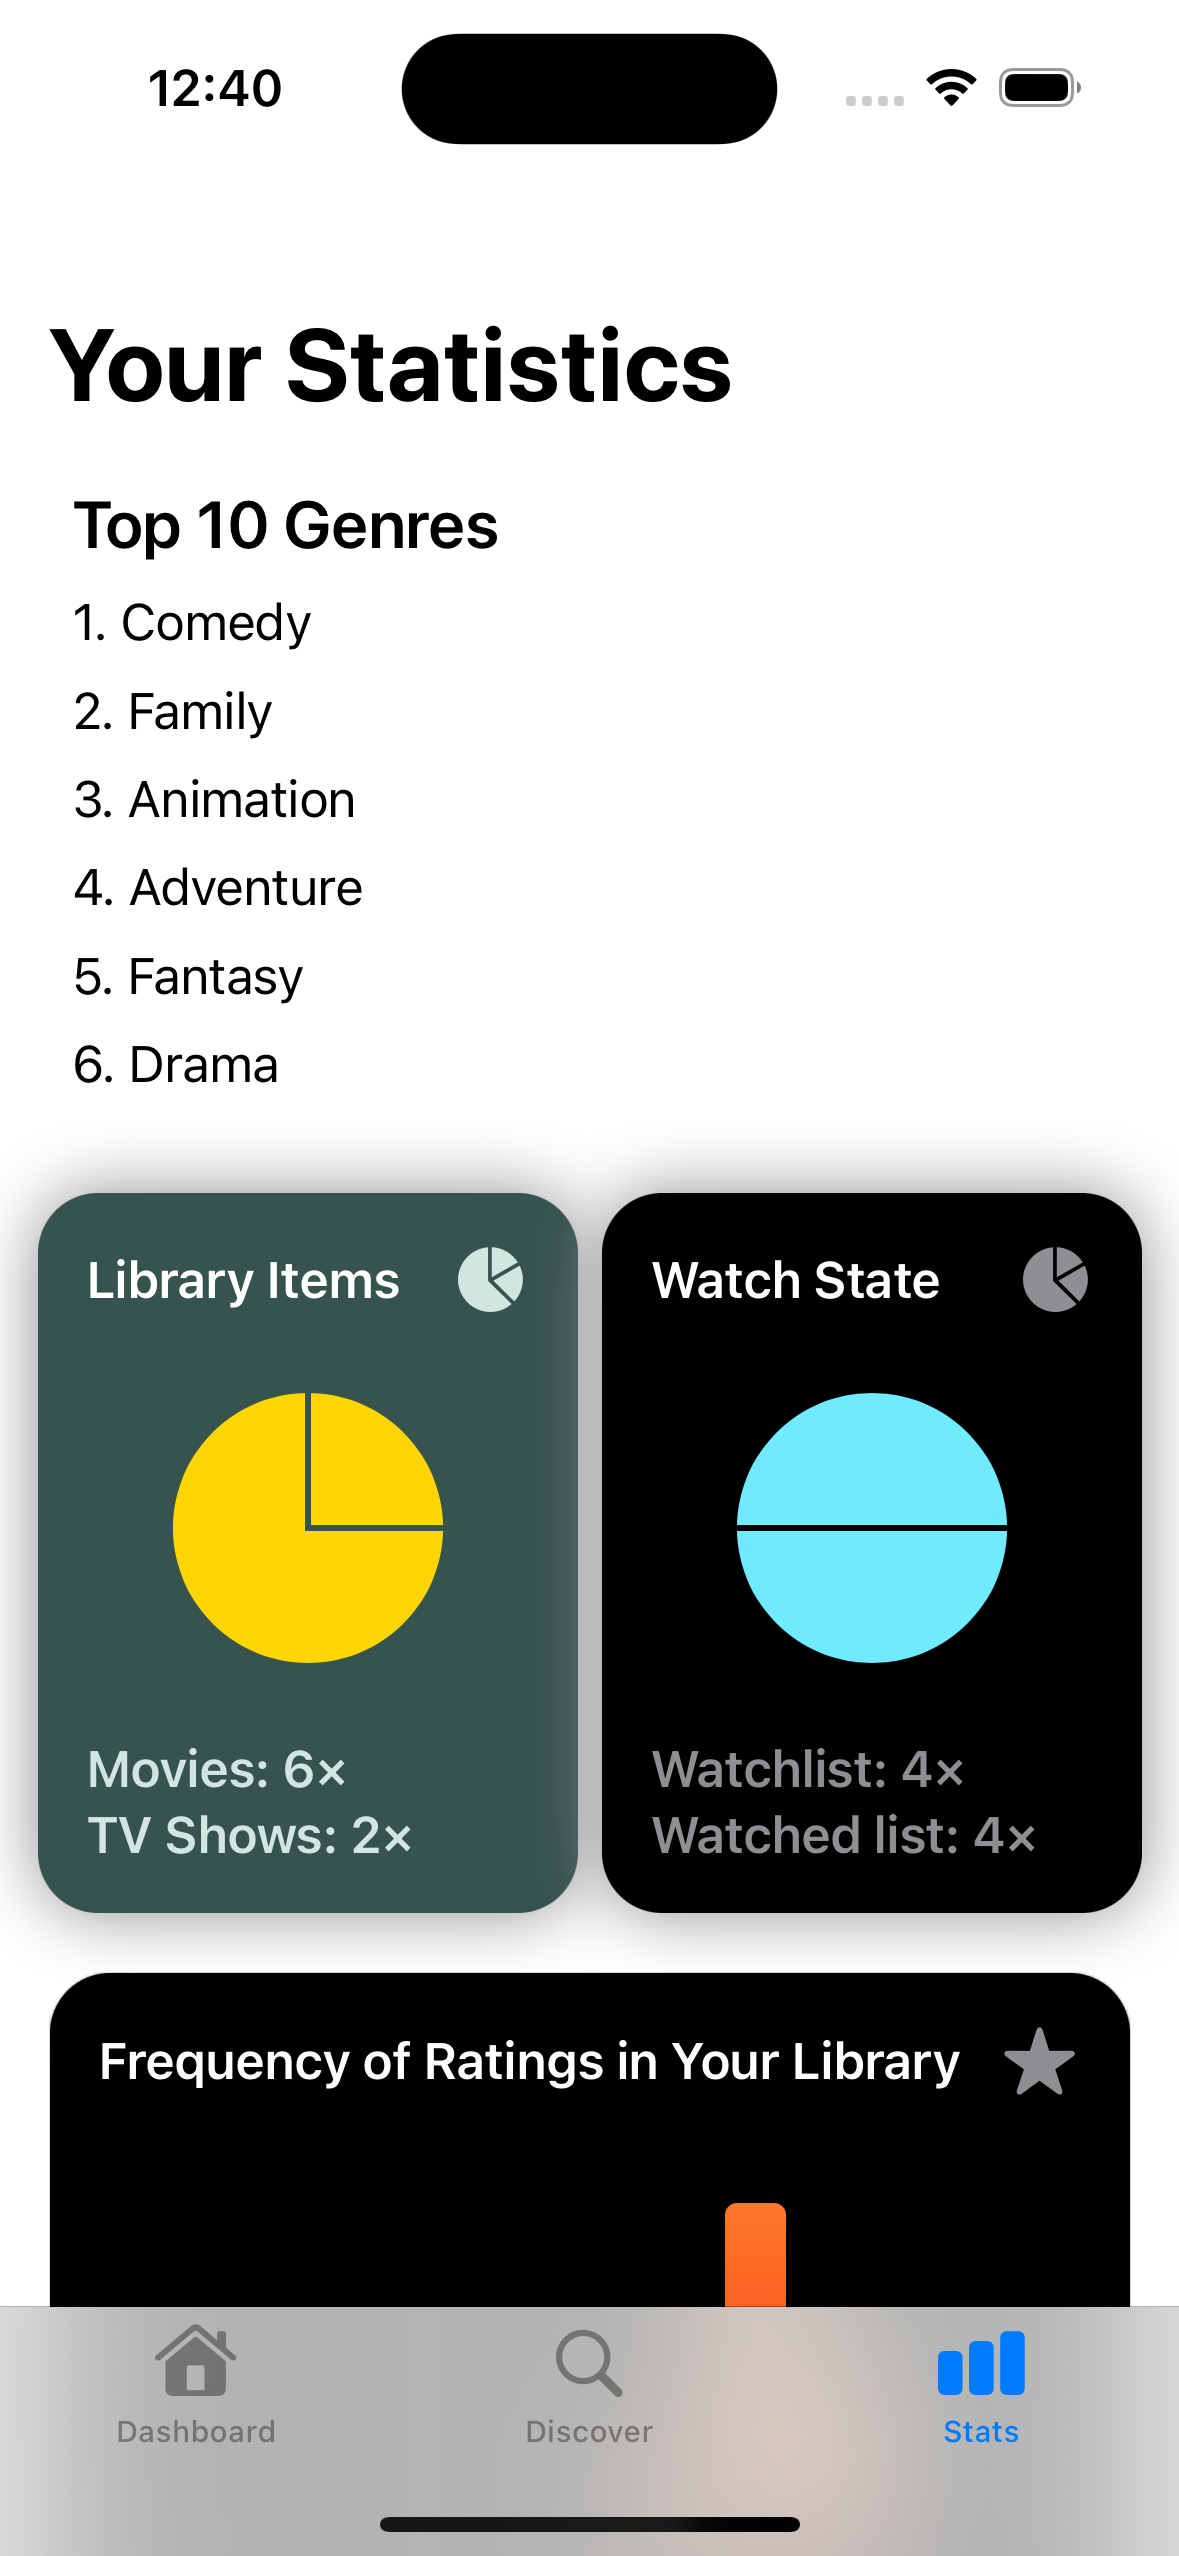 12:40
Your Statistics
Top 10 Genres
1. Comedy
2. Family
3. Animation
4. Adventure
5. Fantasy
6. Drama
Library Items
Movies: 6×
TV Shows: 2×
Watch State
Watchlist: 4×
Watched list: 4×
Frequency of Ratings in Your Library
Dashboard
Discover
Stats